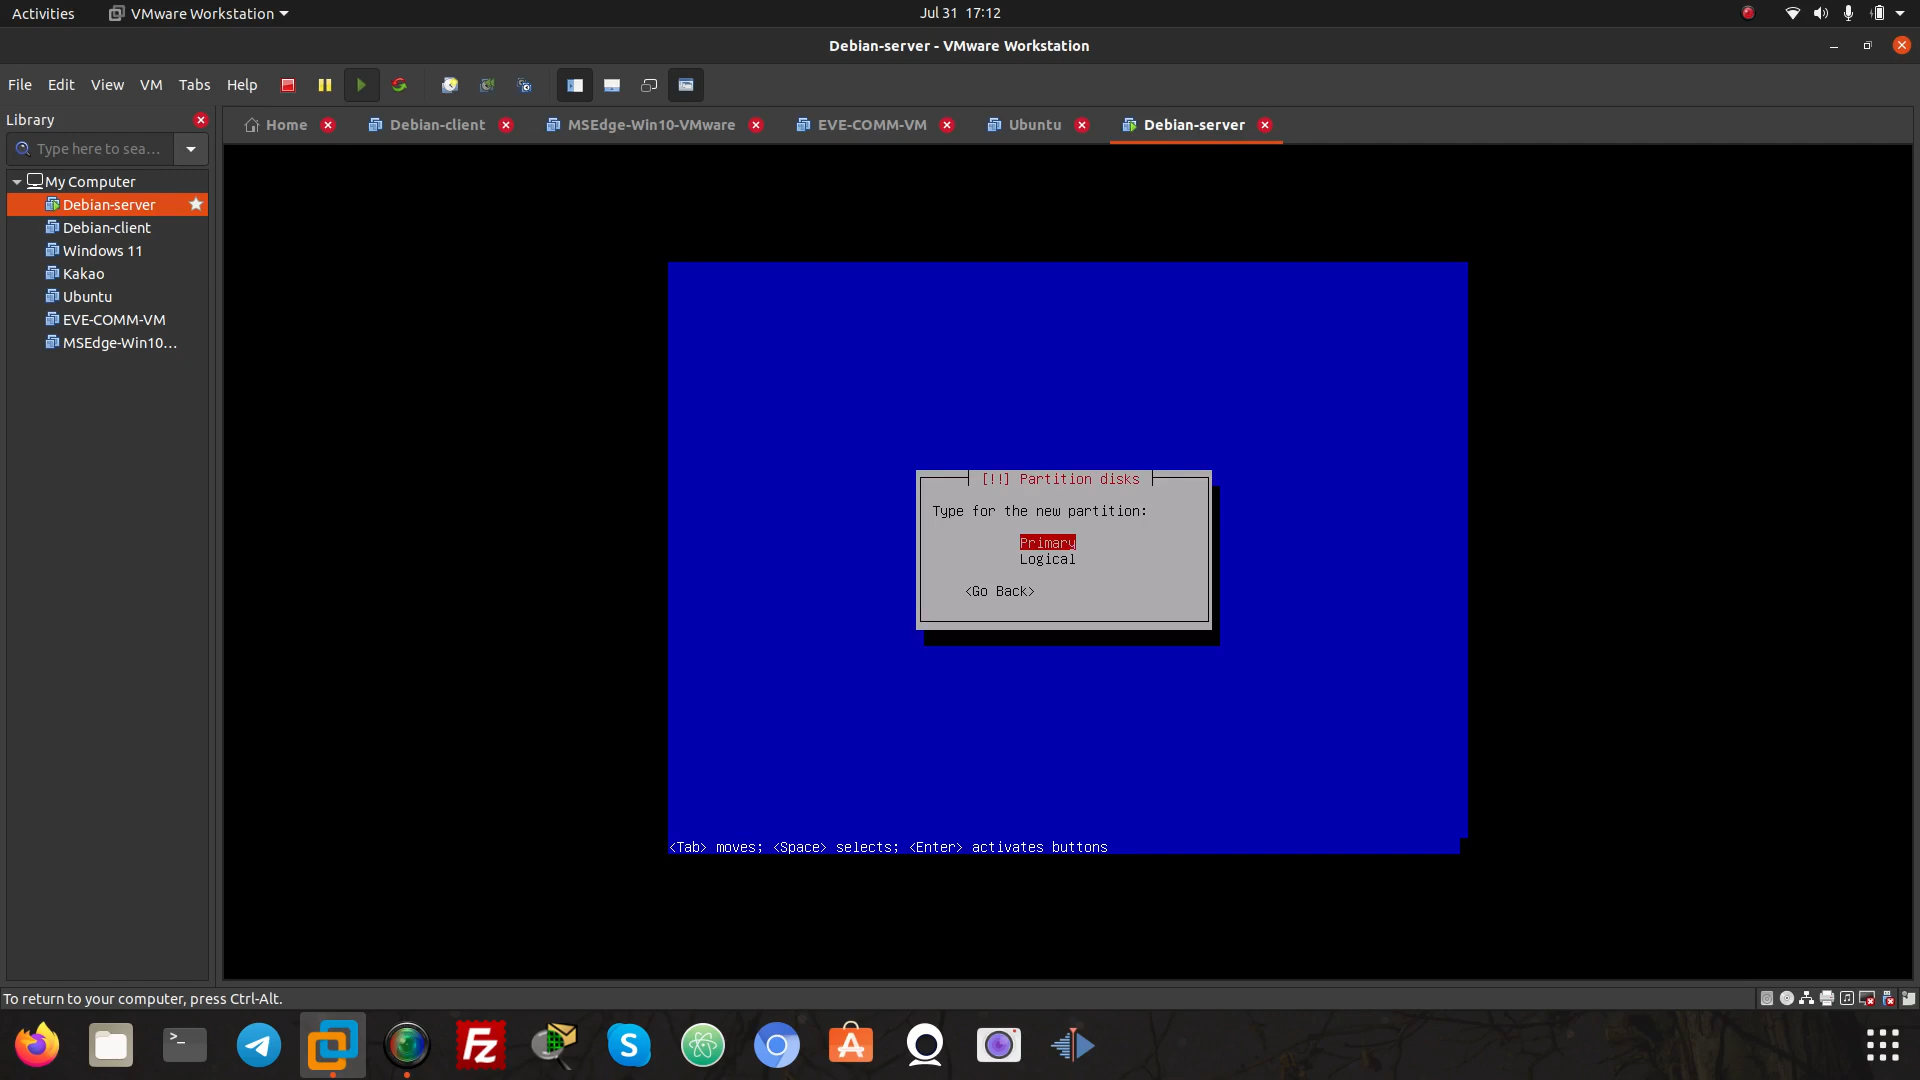 Activities
VMware Workstation
Jul 31 17:12
Debian-server - VMware Workstation
File Edit View VM Tabs Help
Library
Type here to sea...
Home
Debian-client
MSEdge-Win10-VMware
EVE-COMM-VM
Ubuntu
Debian-server
My Computer
Debian-server
Debian-client
Windows 11
Kakao
Ubuntu
EVE-COMM-VM
MSEdge-Win10...
[!!] Partition disks
Type for the new partition:
Primary
Logical
<Go Back>
<Tab> moves; <Space> selects; <Enter> activates buttons
To return to your computer, press Ctrl-Alt.
>_
Fz
S
A